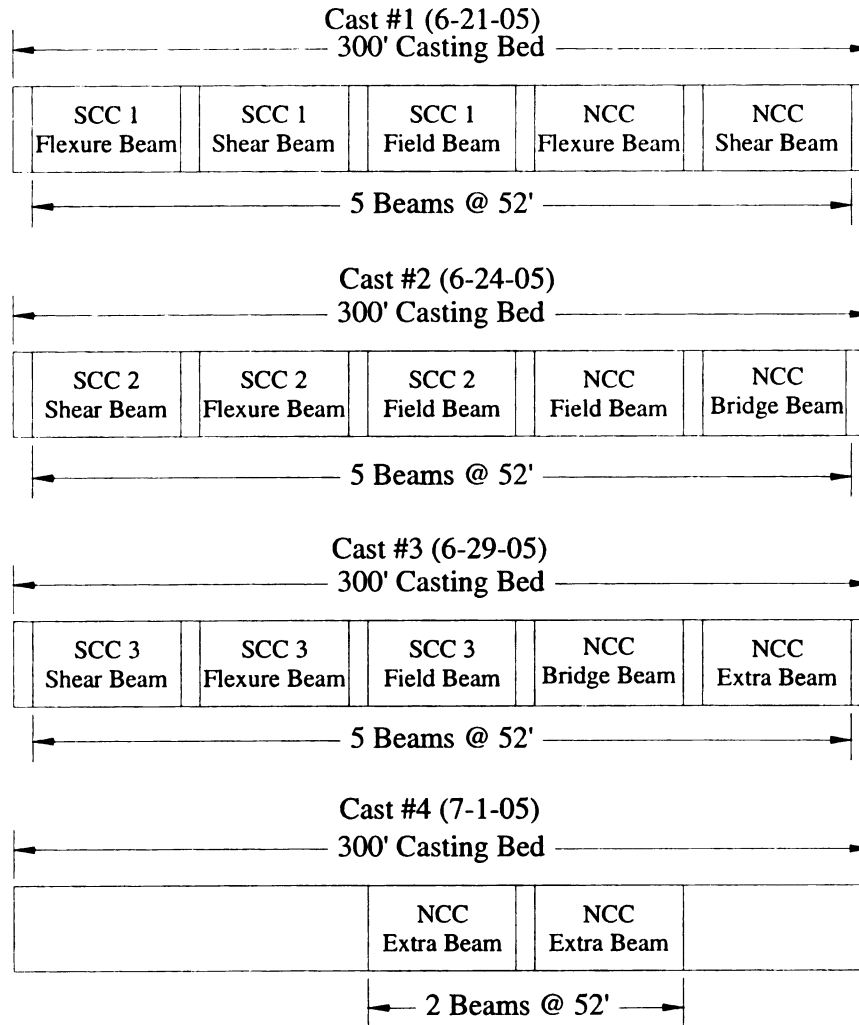 Cast #1 (6-21-05)
300' Casting Bed
SCC 1 SCC 1 SCC 1 NCC NCC
Flexure Beam Shear Beam Field Beam Flexure Beam Shear Beam
5 Beams @ 52'
Cast #2 (6-24-05)
300' Casting Bed
SCC 2 SCC 2 SCC 2 NCC NCC
Shear Beam Flexure Beam Field Beam Field Beam Bridge Beam
5 Beams @ 52'
Cast #3 (6-29-05)
300' Casting Bed
SCC 3 SCC 3 SCC 3 NCC NCC
Shear Beam Flexure Beam Field Beam Bridge Beam Extra Beam
5 Beams @ 52'
Cast #4 (7-1-05)
300' Casting Bed
NCC NCC
Extra Beam Extra Beam
2 Beams @ 52'